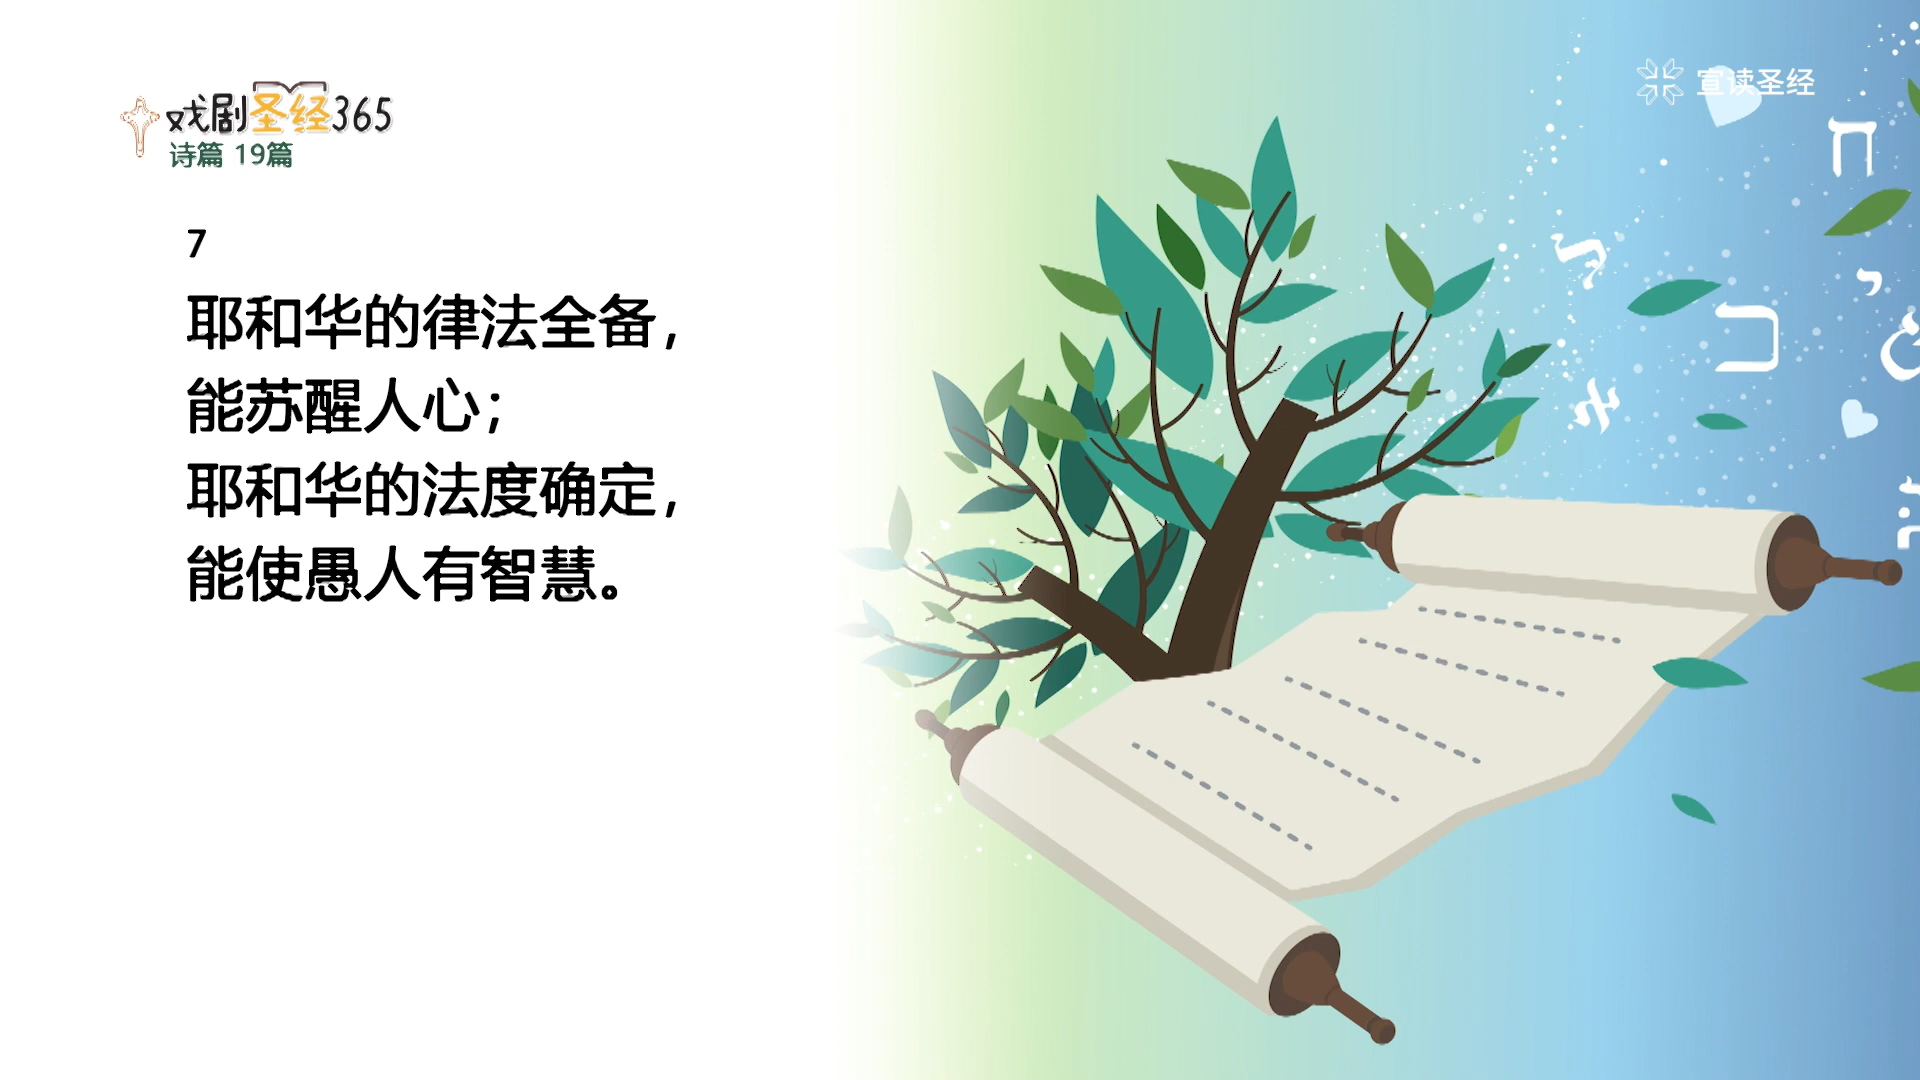 戏剧圣经365
诗篇 19篇
宣读圣经
7
耶和华的律法全备，
能苏醒人心；
耶和华的法度确定，
能使愚人有智慧。
ח
י
כ
א